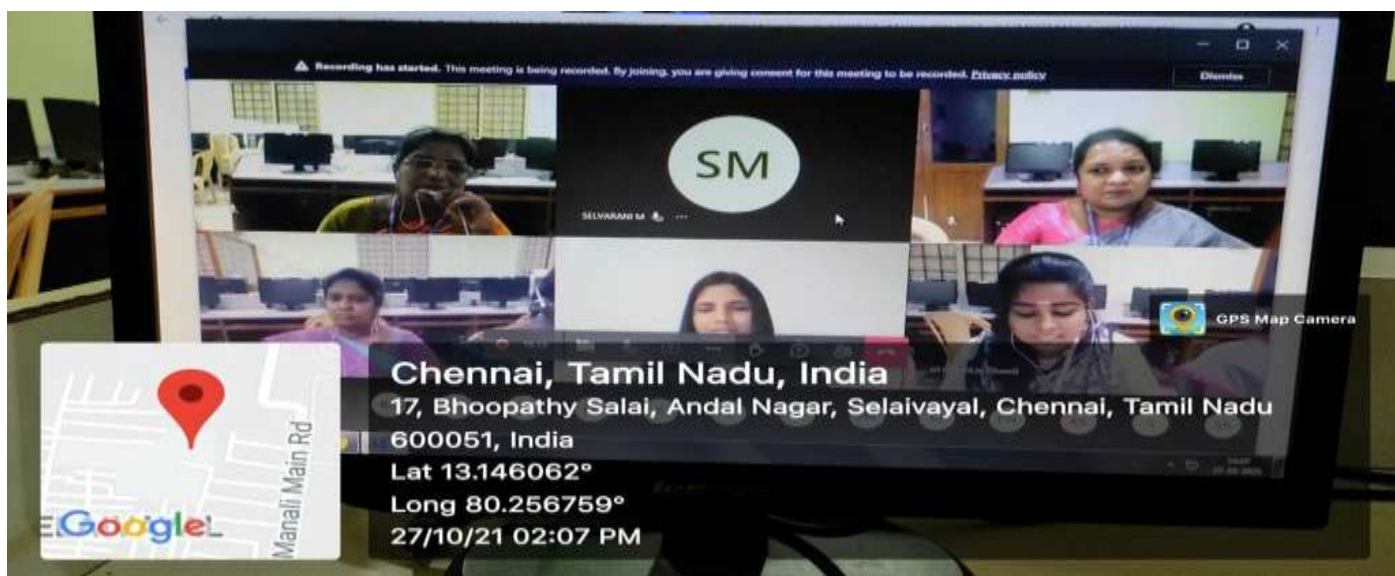 Recording has started. This meeting is being recorded. By joining, you are giving consent for this meeting to be recorded. Privacy policy
Dismiss
SM
SELVARANI M
GPS Map Camera
Chennai, Tamil Nadu, India
17, Bhoopathy Salai, Andal Nagar, Selaivayal, Chennai, Tamil Nadu
600051, India
Lat 13.146062°
Long 80.256759°
27/10/21 02:07 PM
Manali Main Rd
Google